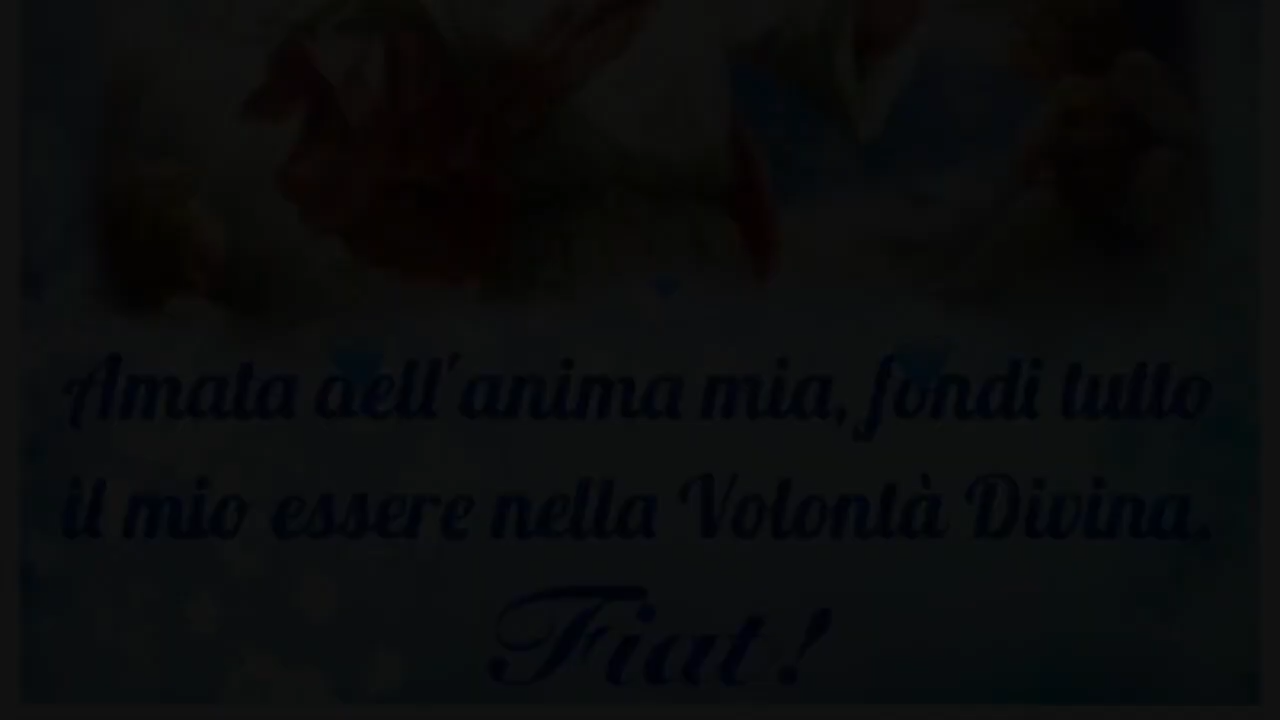 Amata dell'anima mia, fondi tutto
il mio essere nella Volontà Divina.
Fiat!